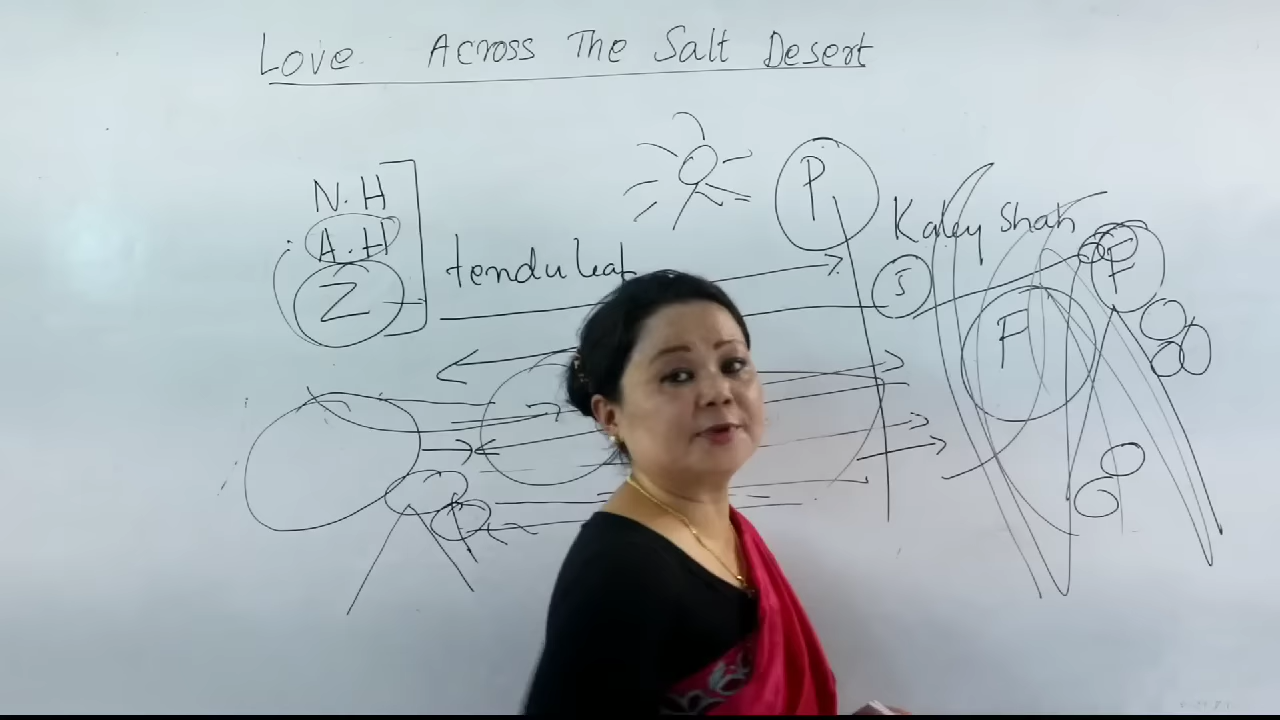 Love Across The Salt Desert
N.H
A.H
Z
tendu leaf
P
Kaley Shah
S
F
F